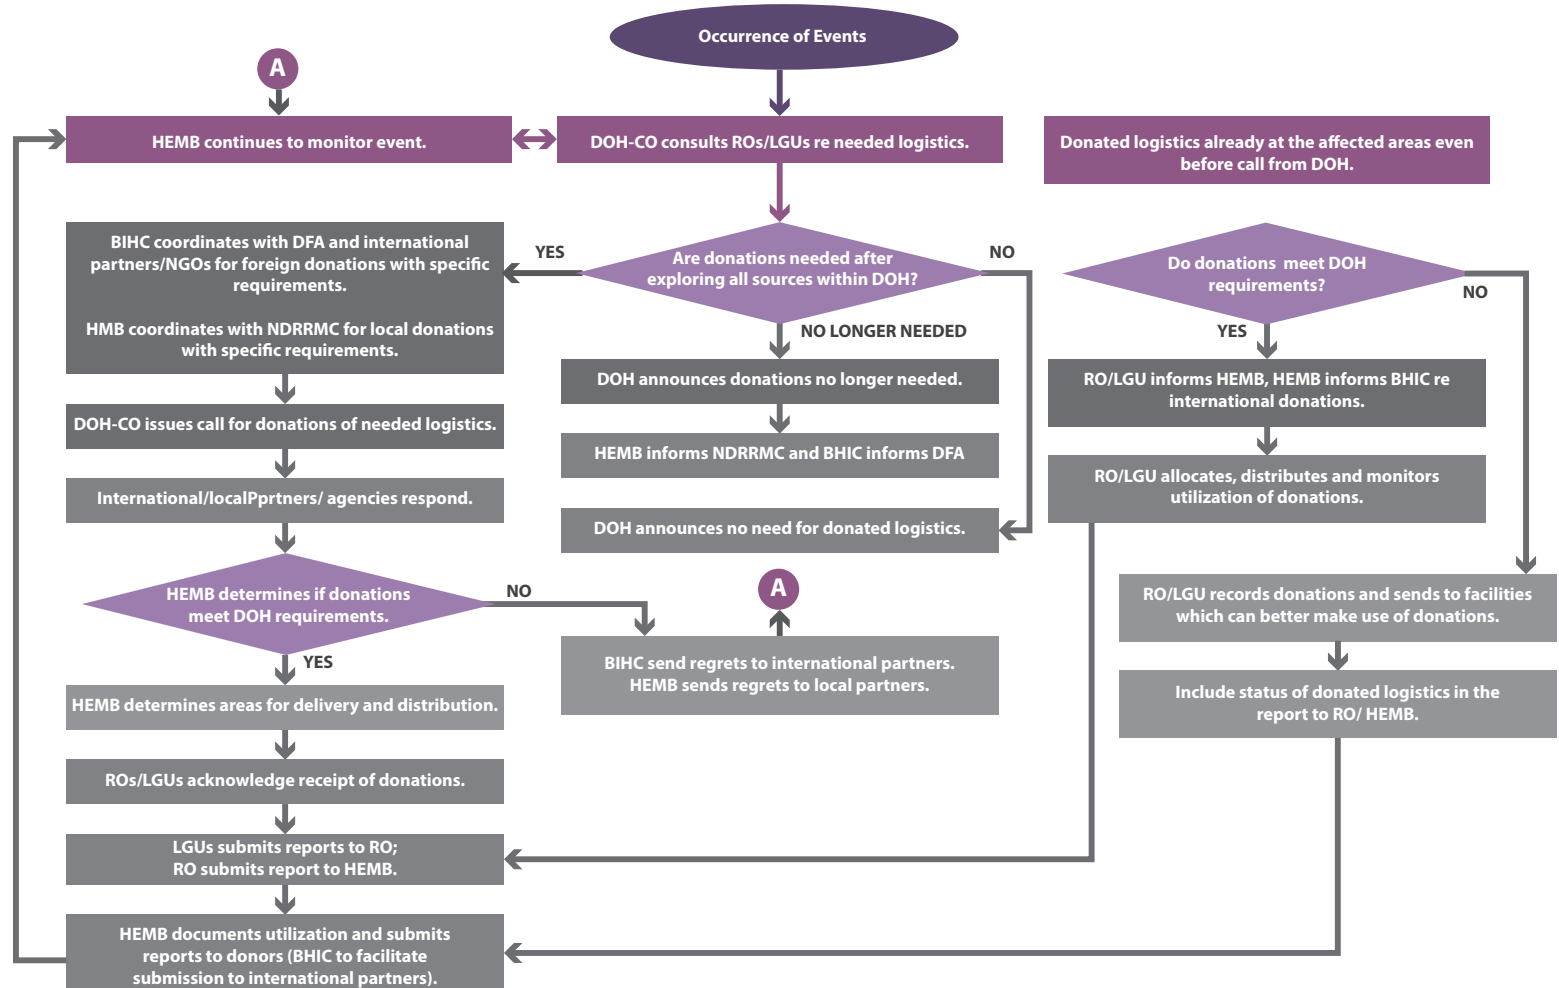 Occurrence of Events
A
HEMB continues to monitor event.
DOH-CO consults ROs/LGUs re needed logistics.
Donated logistics already at the affected areas even
before call from DOH.
BIHC coordinates with DFA and international
partners/NGOs for foreign donations with specific
requirements.
HMB coordinates with NDRRMC for local donations
with specific requirements.
YES
Are donations needed after
exploring all sources within DOH?
NO
NO LONGER NEEDED
Do donations meet DOH
requirements?
NO
YES
DOH announces donations no longer needed.
RO/LGU informs HEMB, HEMB informs BHIC re
international donations.
DOH-CO issues call for donations of needed logistics.
HEMB informs NDRRMC and BHIC informs DFA
RO/LGU allocates, distributes and monitors
utilization of donations.
International/localPprtners/ agencies respond.
DOH announces no need for donated logistics.
HEMB determines if donations
meet DOH requirements.
NO
YES
A
BIHC send regrets to international partners.
HEMB sends regrets to local partners.
RO/LGU records donations and sends to facilities
which can better make use of donations.
Include status of donated logistics in the
report to RO/ HEMB.
HEMB determines areas for delivery and distribution.
ROs/LGUs acknowledge receipt of donations.
LGUs submits reports to RO;
RO submits report to HEMB.
HEMB documents utilization and submits
reports to donors (BHIC to facilitate
submission to international partners).